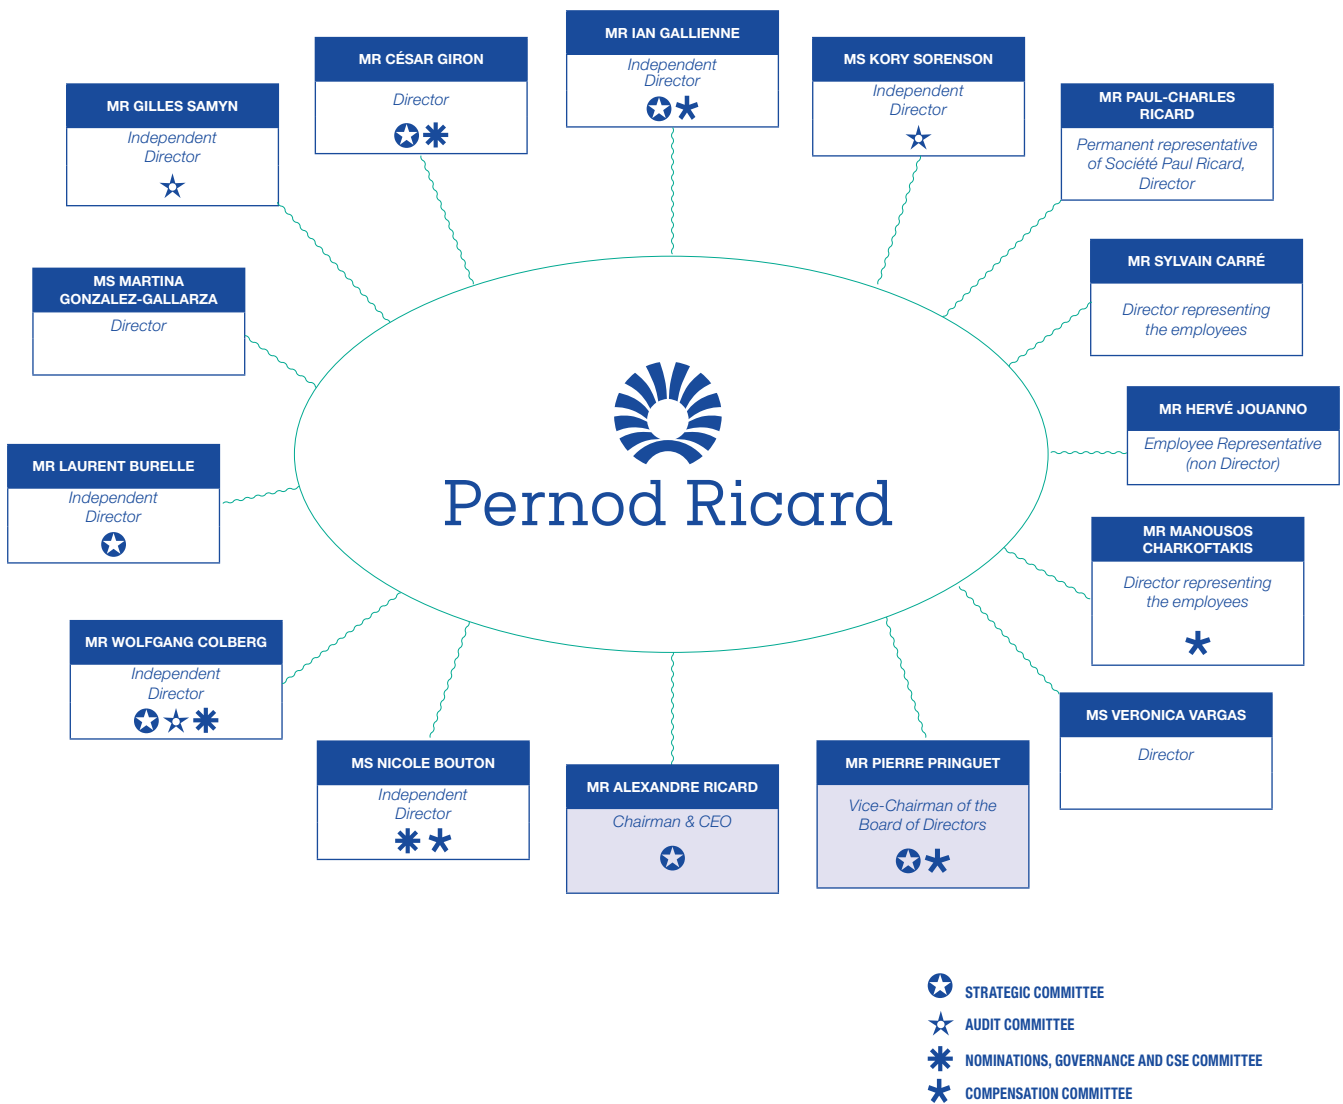 MR IAN GALLIENNE
Independent
Director
MR CÉSAR GIRON
Director
MS KORY SORENSON
Independent
Director
MR GILLES SAMYN
Independent
Director
MR PAUL-CHARLES
RICARD
Permanent representative
of Société Paul Ricard,
Director
MR SYLVAIN CARRÉ
Director representing
the employees
MS MARTINA
GONZALEZ-GALLARZA
Director
MR HERVÉ JOUANNO
Employee Representative
(non Director)
MR LAURENT BURELLE
Independent
Director
Pernod Ricard
MR MANOUSOS
CHARKOFTAKIS
Director representing
the employees
MR WOLFGANG COLBERG
Independent
Director
MS VERONICA VARGAS
Director
MS NICOLE BOUTON
Independent
Director
MR ALEXANDRE RICARD
Chairman & CEO
MR PIERRE PRINGUET
Vice-Chairman of the
Board of Directors
STRATEGIC COMMITTEE
AUDIT COMMITTEE
NOMINATIONS, GOVERNANCE AND CSE COMMITTEE
COMPENSATION COMMITTEE